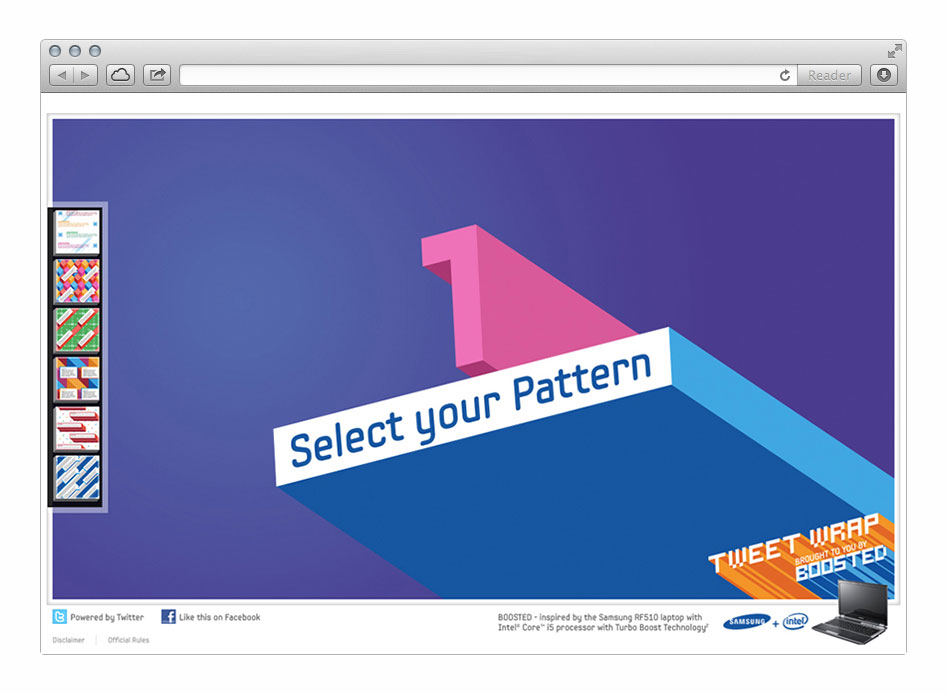 Reader
1
Select your Pattern
TWEET WRAP
BROUGHT TO YOU BY
BOOSTED
Powered by Twitter
Like this on Facebook
BOOSTED - inspired by the Samsung RF510 laptop with
Intel® Core™ i5 processor with Turbo Boost Technology²
SAMSUNG + intel
Disclaimer | Official Rules